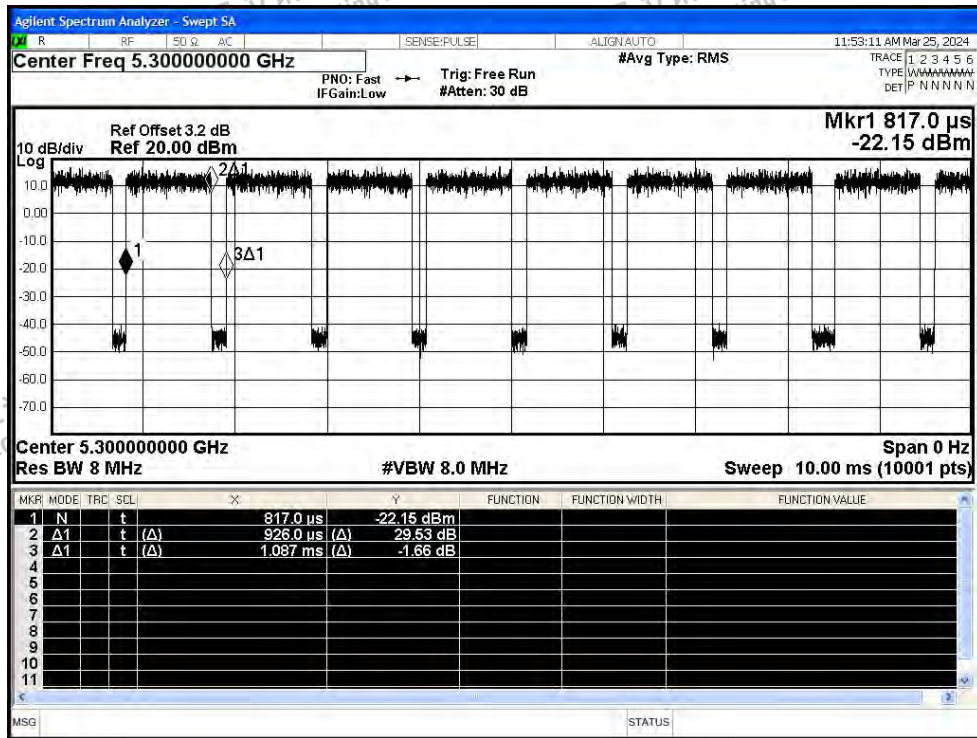 Agilent Spectrum Analyzer - Swept SA
LXI R RF 50 Ω AC SENSE:PULSE ALIGN AUTO 11:53:11 AM Mar 25, 2024
Center Freq 5.300000000 GHz
#Avg Type: RMS
TRACE 1 2 3 4 5 6
PNO: Fast Trig: Free Run
TYPE WWWWWW
IFGain:Low #Atten: 30 dB
DET P N N N N N
Mkr1 817.0 µs
Ref Offset 3.2 dB
10 dB/div Ref 20.00 dBm -22.15 dBm
Log
2Δ1
10.0
0.00
-10.0
1
3Δ1
-20.0
-30.0
-40.0
-50.0
-60.0
-70.0
Center 5.300000000 GHz Span 0 Hz
Res BW 8 MHz #VBW 8.0 MHz Sweep 10.00 ms (10001 pts)
MKR MODE TRC SCL X Y FUNCTION FUNCTION WIDTH FUNCTION VALUE
1 N t 817.0 µs -22.15 dBm
2 Δ1 t (Δ) 926.0 µs (Δ) 29.53 dB
3 Δ1 t (Δ) 1.087 ms (Δ) -1.66 dB
4
5
6
7
8
9
10
11
MSG STATUS